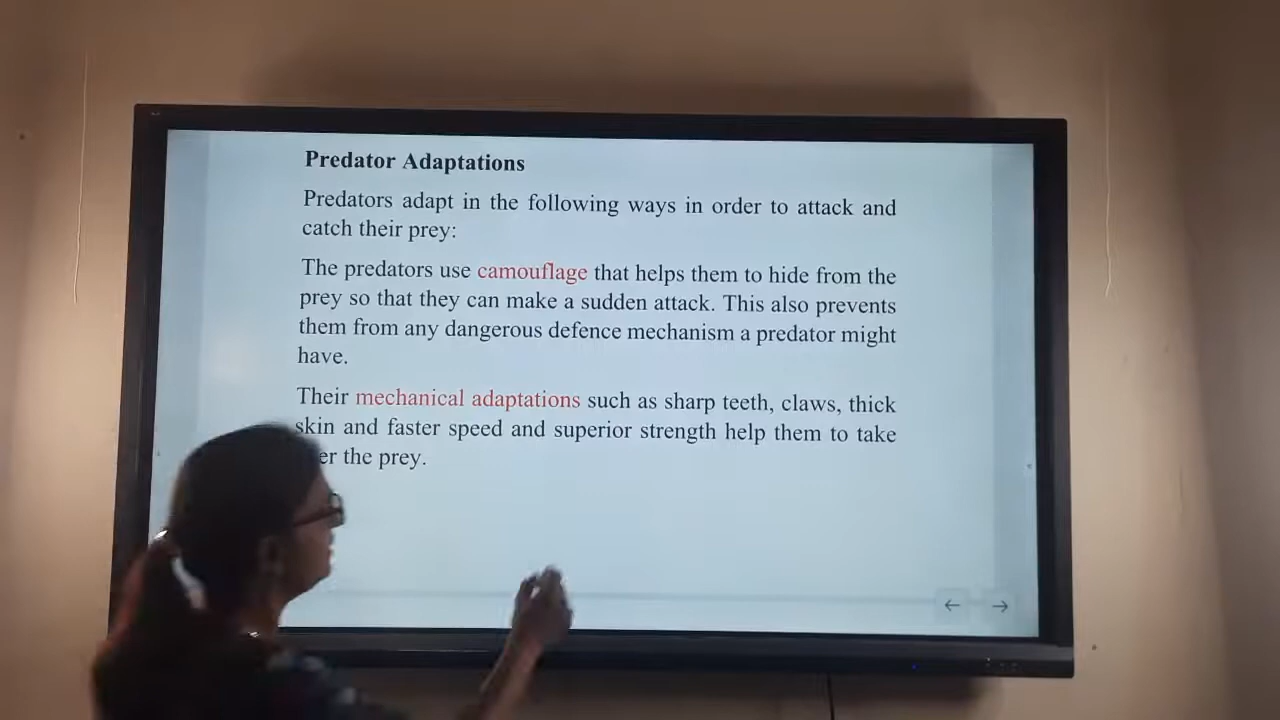 Predator Adaptations
Predators adapt in the following ways in order to attack and
catch their prey:
The predators use camouflage that helps them to hide from the
prey so that they can make a sudden attack. This also prevents
them from any dangerous defence mechanism a predator might
have.
Their mechanical adaptations such as sharp teeth, claws, thick
skin and faster speed and superior strength help them to take
the prey.